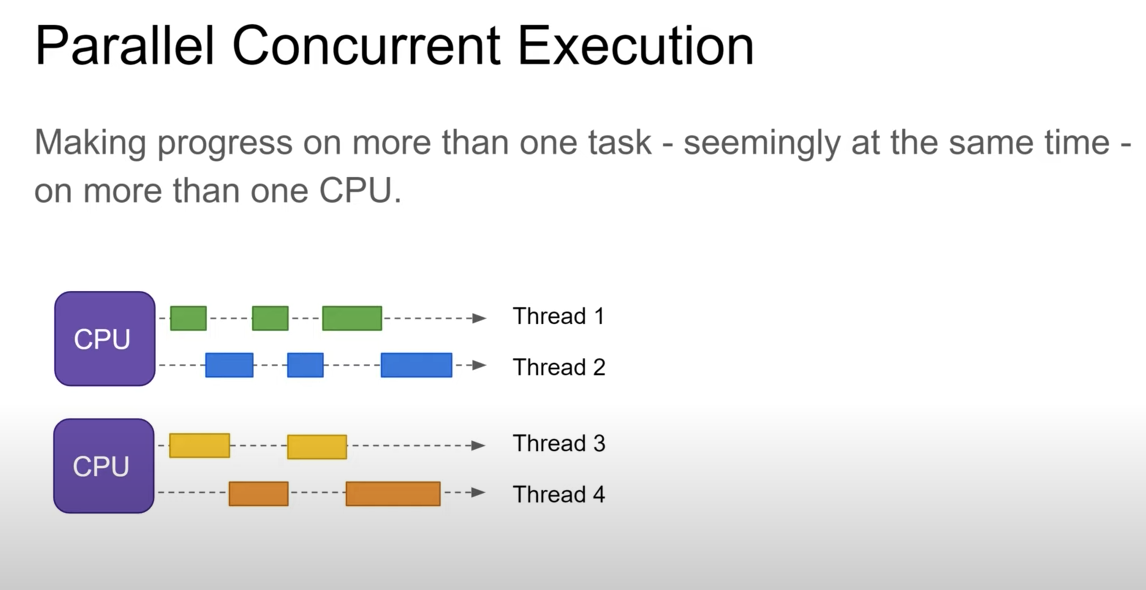 Parallel Concurrent Execution
Making progress on more than one task - seemingly at the same time -
on more than one CPU.
CPU
Thread 1
Thread 2
CPU
Thread 3
Thread 4